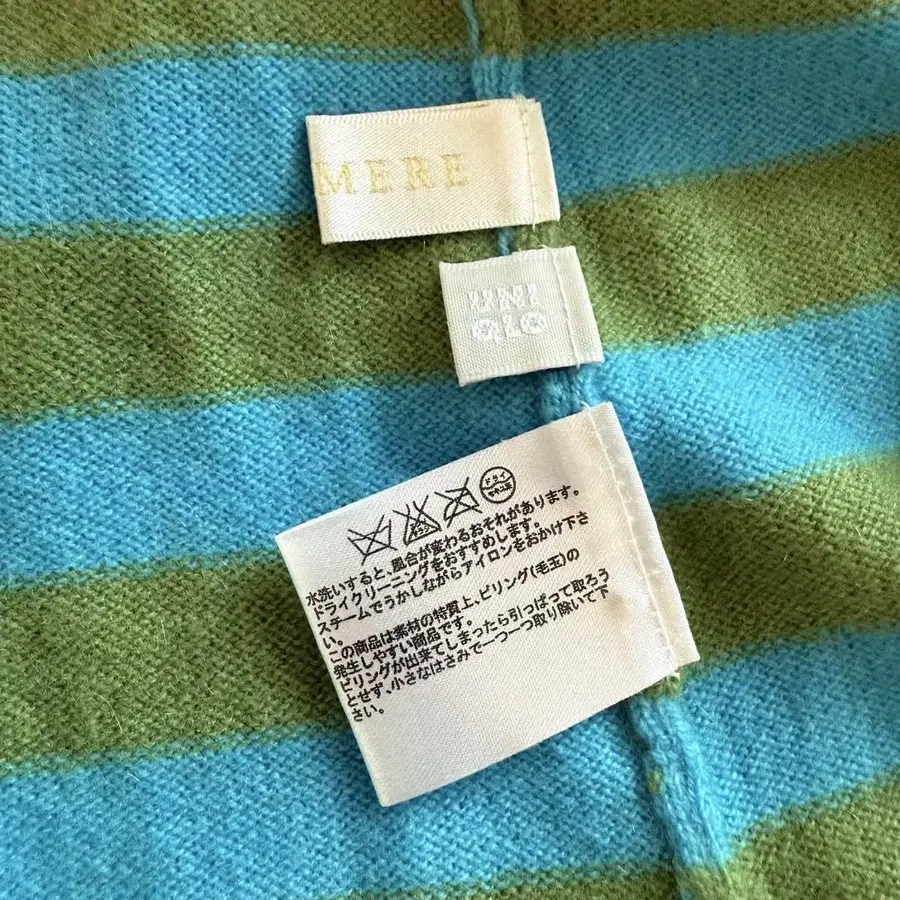 MERE
UNI
QLO
ドライ
水洗いすると、風合が変わるおそれがあります。
ドライクリーニングをおすすめします。
スチームでうかしながらアイロンをおかけ下さ
い。
この商品は素材の特質上、ピリング(毛玉)の
発生しやすい商品です。
ピリングが出来てしまったら引っぱって取ろう
とせず、小さなはさみで一つ一つ取り除いて下
さい。